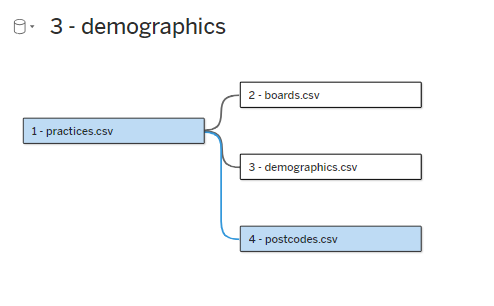 3 - demographics
2 - boards.csv
1 - practices.csv
3 - demographics.csv
4 - postcodes.csv